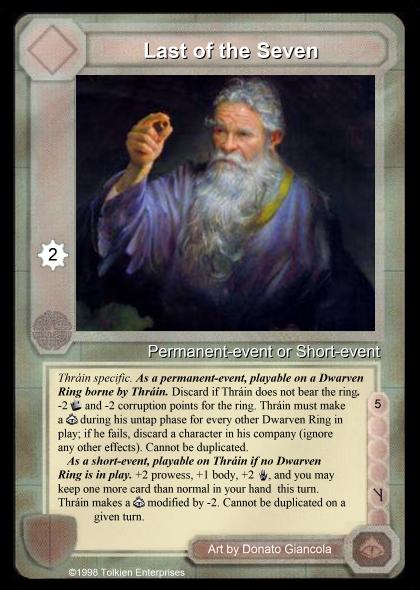 Last of the Seven
2
Permanent-event or Short-event
Thráin specific. As a permanent-event, playable on a Dwarven
Ring borne by Thráin. Discard if Thráin does not bear the ring.
-2 and -2 corruption points for the ring. Thráin must make
a during his untap phase for every other Dwarven Ring in
play; if he fails, discard a character in his company (ignore
any other effects). Cannot be duplicated.
As a short-event, playable on Thráin if no Dwarven
Ring is in play. +2 prowess, +1 body, +2 , and you may
keep one more card than normal in your hand this turn.
Thráin makes a modified by -2. Cannot be duplicated on a
given turn.
5
Art by Donato Giancola
©1998 Tolkien Enterprises